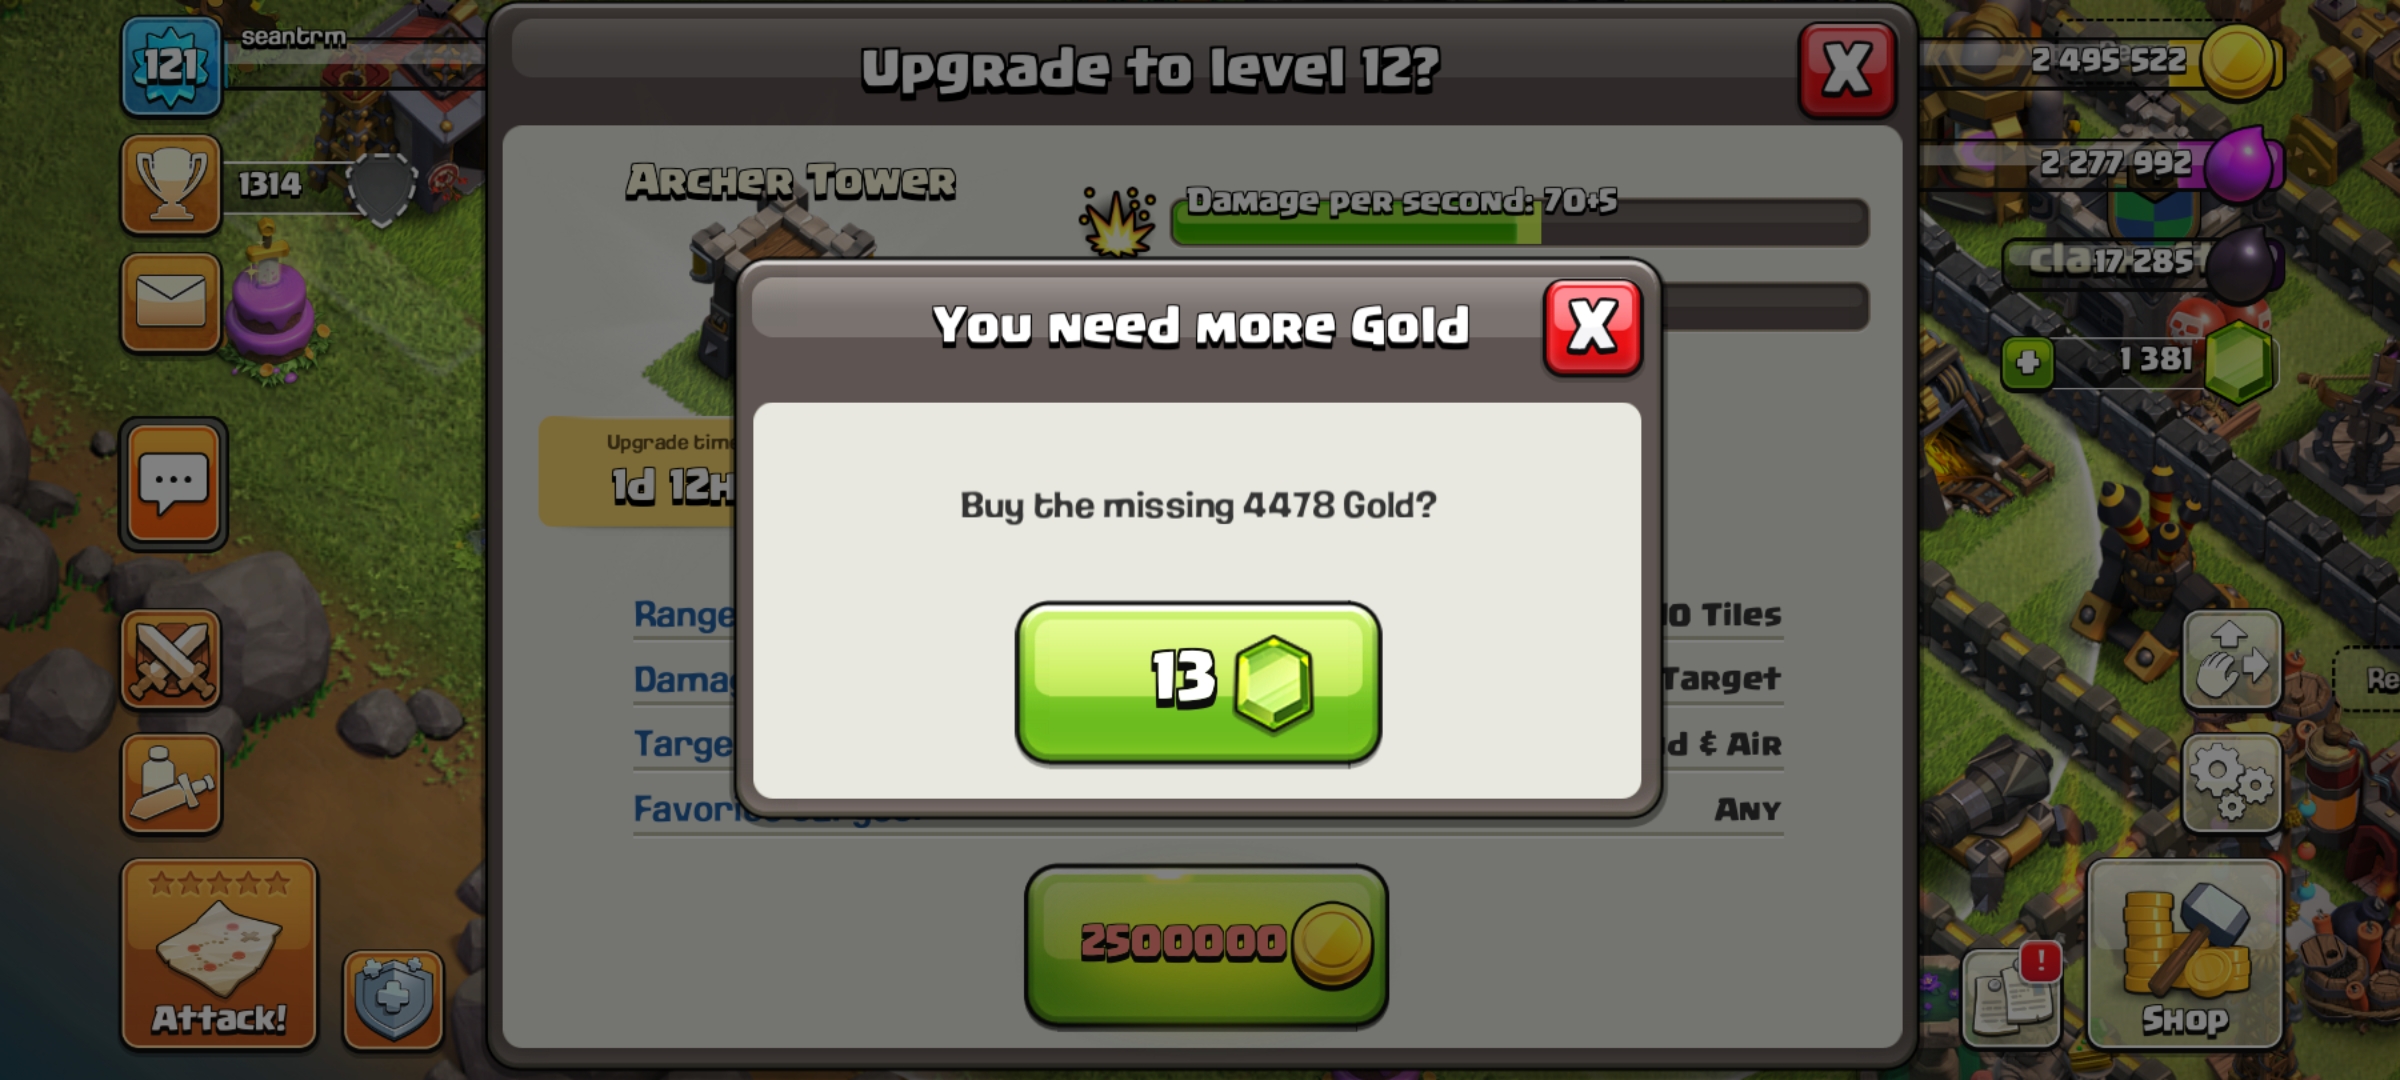 121
seantrm
Upgrade to level 12?
X
2 495 522
Archer Tower
Damage per second: 70+5
2 277 992
1314
17 285
You need more Gold
X
1 381
Upgrade time
1d 12H
Buy the missing 4478 Gold?
Range
10 Tiles
13
Target
& Air
Any
2500000
!
Attack!
Shop